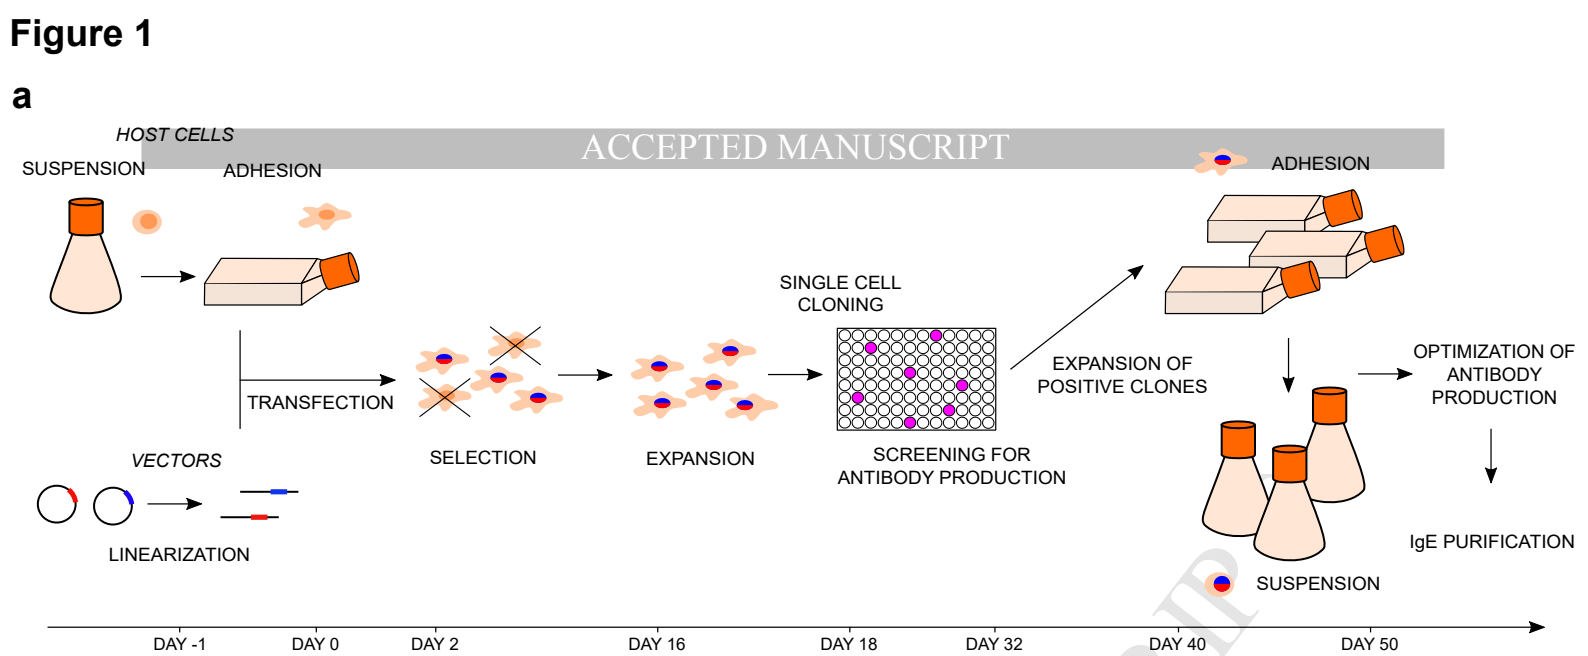 Figure 1
a
HOST CELLS
ACCEPTED MANUSCRIPT
SUSPENSION
ADHESION
ADHESION
SINGLE CELL
CLONING
TRANSFECTION
EXPANSION OF
POSITIVE CLONES
OPTIMIZATION OF
ANTIBODY
PRODUCTION
VECTORS
SELECTION
EXPANSION
SCREENING FOR
ANTIBODY PRODUCTION
LINEARIZATION
IgE PURIFICATION
SUSPENSION
DAY -1
DAY 0
DAY 2
DAY 16
DAY 18
DAY 32
DAY 40
DAY 50